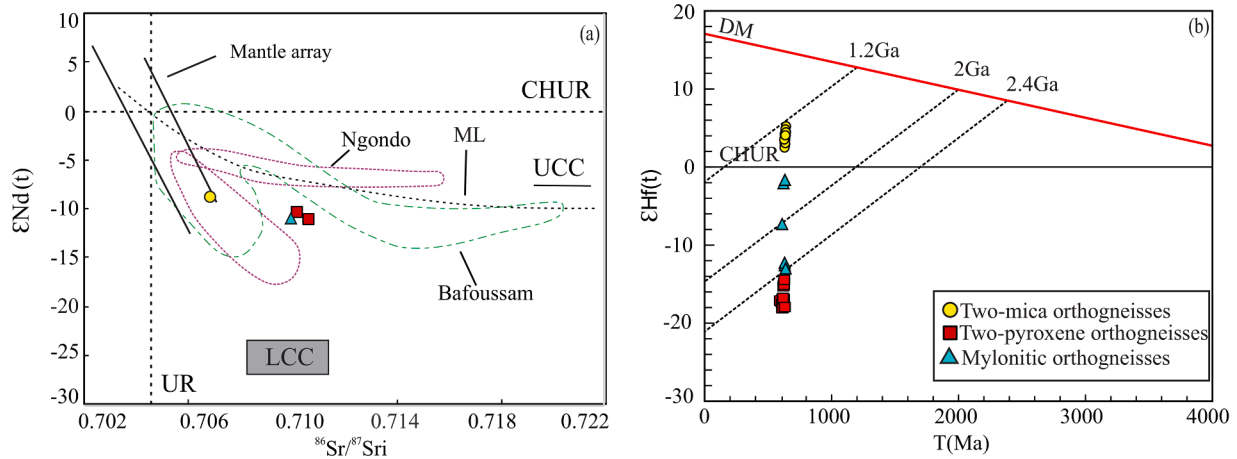 (a)
Mantle array
CHUR
Ngondo
ML
UCC
Bafoussam
LCC
UR
10
5
0
-5
-10
-15
-20
-25
-30
εNd (t)
0.702
0.706
0.710
0.714
0.718
0.722
⁸⁶Sr/⁸⁷Sri
(b)
DM
1.2Ga
2Ga
2.4Ga
CHUR
20
10
0
-10
-20
-30
εHf(t)
Two-mica orthogneisses
Two-pyroxene orthogneisses
Mylonitic orthogneisses
0
1000
2000
3000
4000
T(Ma)